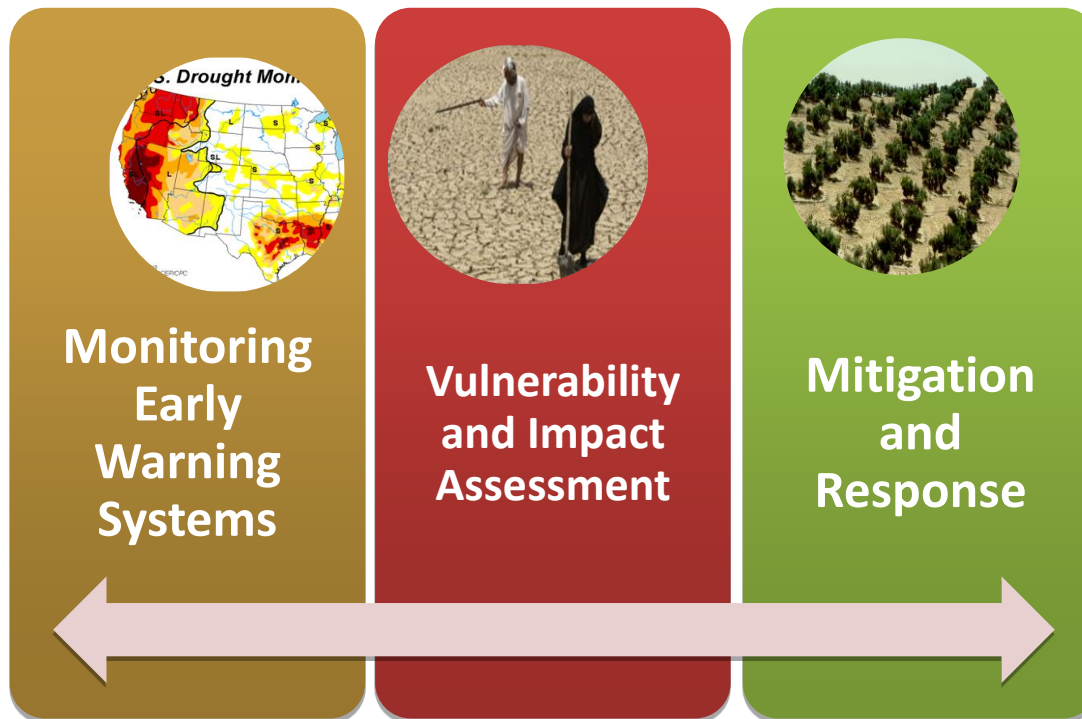 S. Drought Mon
Monitoring
Early
Warning
Systems
Vulnerability
and Impact
Assessment
Mitigation
and
Response